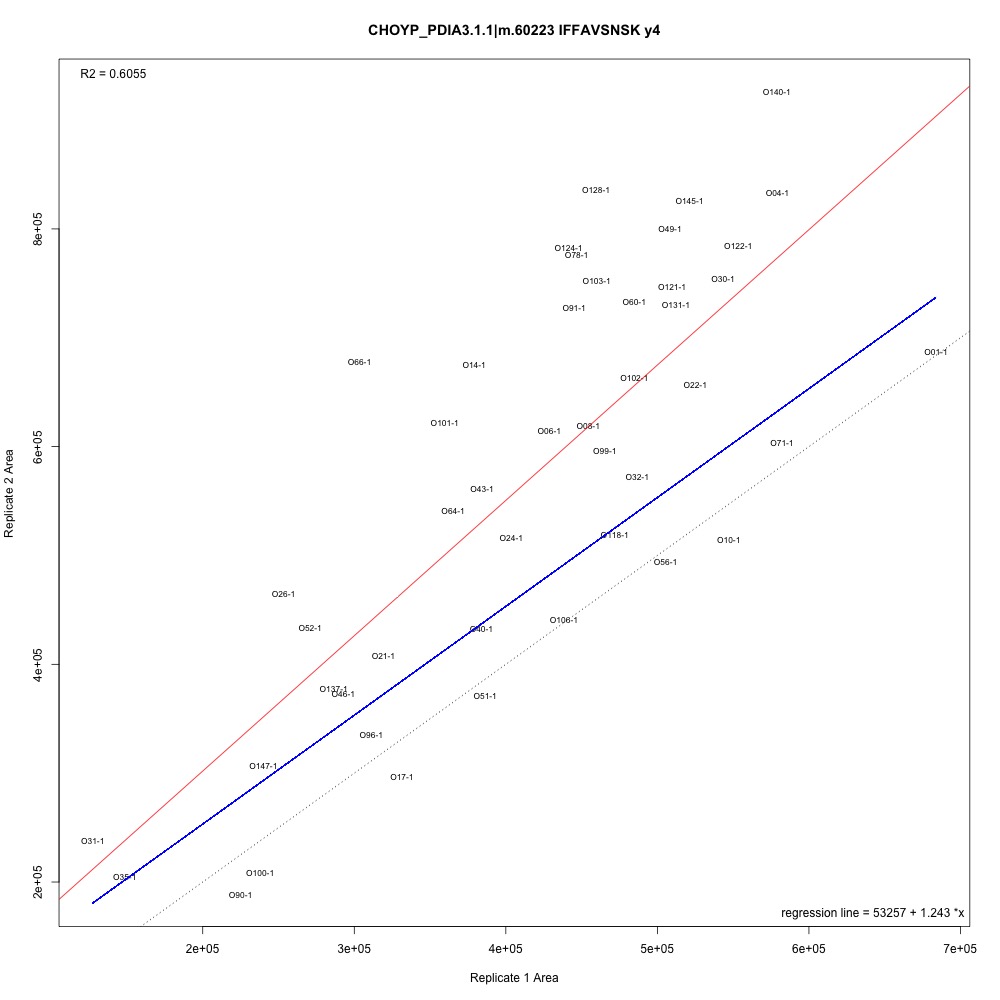 CHOYP_PDIA3.1.1|m.60223 IFFAVSNSK y4
R2 = 0.6055
O140-1
O128-1
O04-1
O145-1
O49-1
O124-1
O122-1
O78-1
O103-1
O30-1
O121-1
O60-1
O131-1
O91-1
O66-1
O14-1
O01-1
O102-1
O22-1
O101-1
O06-1
O08-1
O71-1
O99-1
O32-1
O43-1
O64-1
O24-1
O118-1
O10-1
O56-1
O26-1
O106-1
O52-1
O40-1
O21-1
O137-1
O46-1
O51-1
O96-1
O147-1
O17-1
O31-1
O35-1
O100-1
O90-1
regression line = 53257 + 1.243 *x
8e+05
6e+05
4e+05
2e+05
Replicate 2 Area
2e+05 3e+05 4e+05 5e+05 6e+05 7e+05
Replicate 1 Area